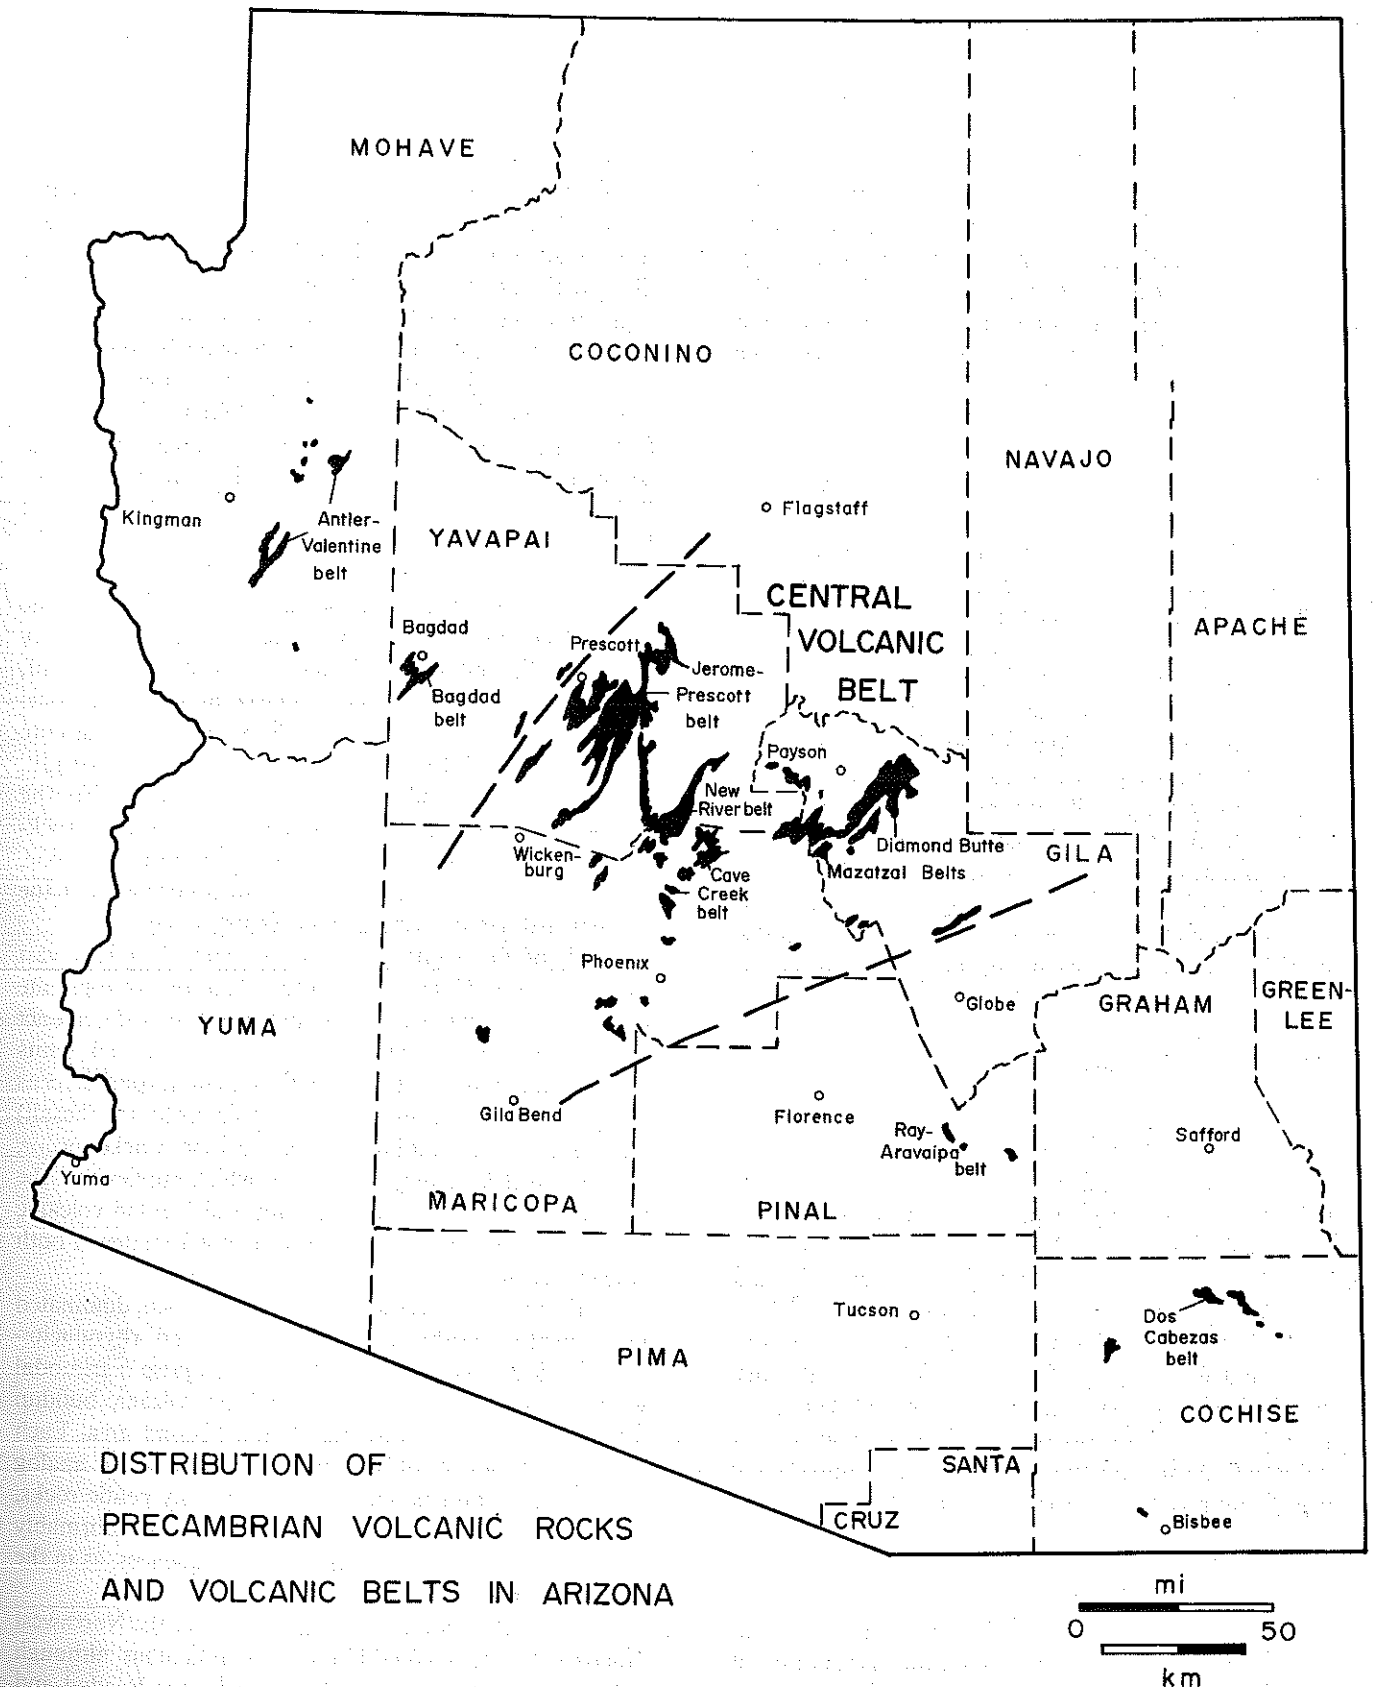 MOHAVE
COCONINO
NAVAJO
Kingman
Antler-
Valentine
belt
YAVAPAI
Flagstaff
CENTRAL
VOLCANIC
BELT
APACHE
Bagdad
Bagdad
belt
Prescott
Jerome-
Prescott
belt
Payson
New
River belt
Wicken-
burg
Cave
Creek
belt
Diamond Butte
Mazatzal Belts
GILA
Phoenix
Globe
GRAHAM
GREEN-
LEE
YUMA
Gila Bend
Florence
Ray-
Aravaipa
belt
Safford
Yuma
MARICOPA
PINAL
Tucson
PIMA
Dos
Cabezas
belt
COCHISE
SANTA
CRUZ
Bisbee
DISTRIBUTION OF
PRECAMBRIAN VOLCANIC ROCKS
AND VOLCANIC BELTS IN ARIZONA
mi
0 50
km